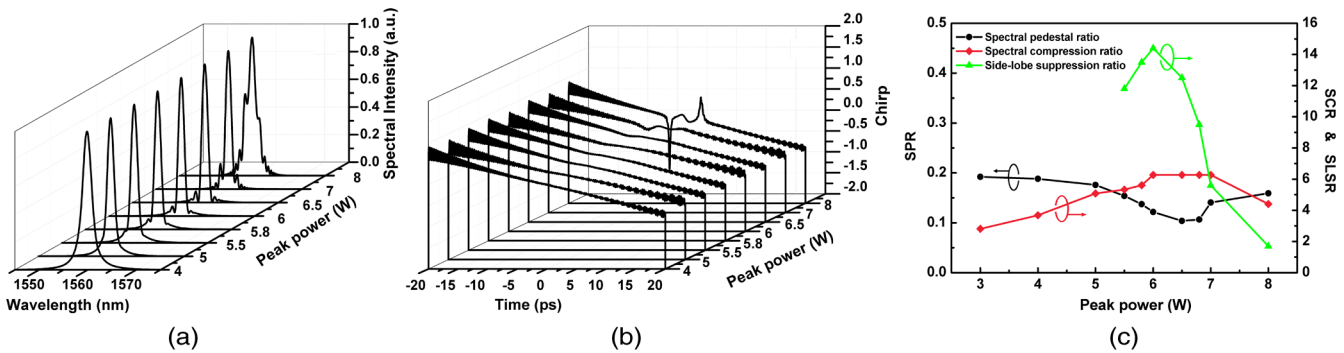 1.0
0.8
0.6
0.4
0.2
0.0
Spectral Intensity (a.u.)
8
7
6.5
6
5.8
5.5
5
4
Peak power (W)
1550
1560
1570
Wavelength (nm)
(a)
2.0
1.5
1.0
0.5
0.0
-0.5
-1.0
-1.5
-2.0
Chirp
8
7
6.5
6
5.8
5.5
5
4
Peak power (W)
-20 -15 -10 -5 0 5 10 15 20
Time (ps)
(b)
Spectral pedestal ratio
Spectral compression ratio
Side-lobe suppression ratio
0.5
0.4
0.3
0.2
0.1
0.0
SPR
16
14
12
10
8
6
4
2
0
SCR & SLSR
3 4 5 6 7 8
Peak power (W)
(c)